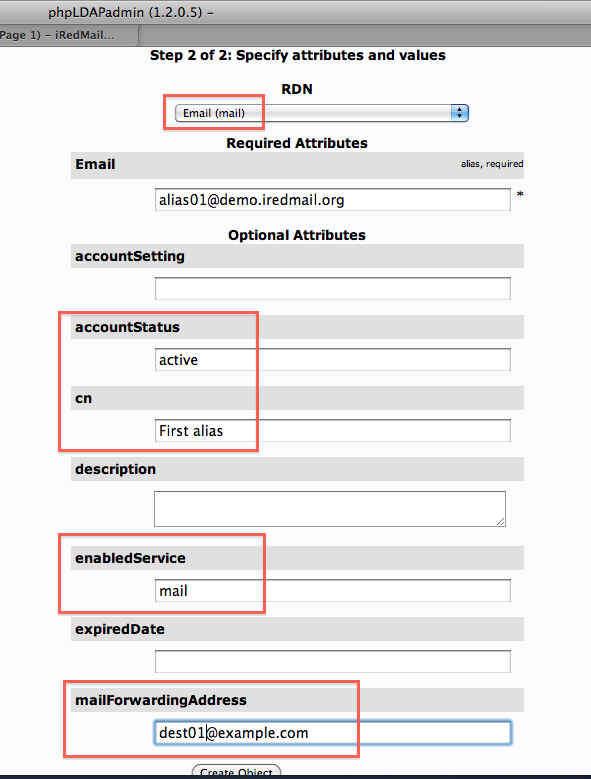 phpLDAPadmin (1.2.0.5) –
Page 1) – iRedMail...
Step 2 of 2: Specify attributes and values
RDN
Email (mail)
Required Attributes
Email
alias, required
alias01@demo.iredmail.org *
Optional Attributes
accountSetting
accountStatus
active
cn
First alias
description
enabledService
mail
expiredDate
mailForwardingAddress
dest01@example.com
Create Object